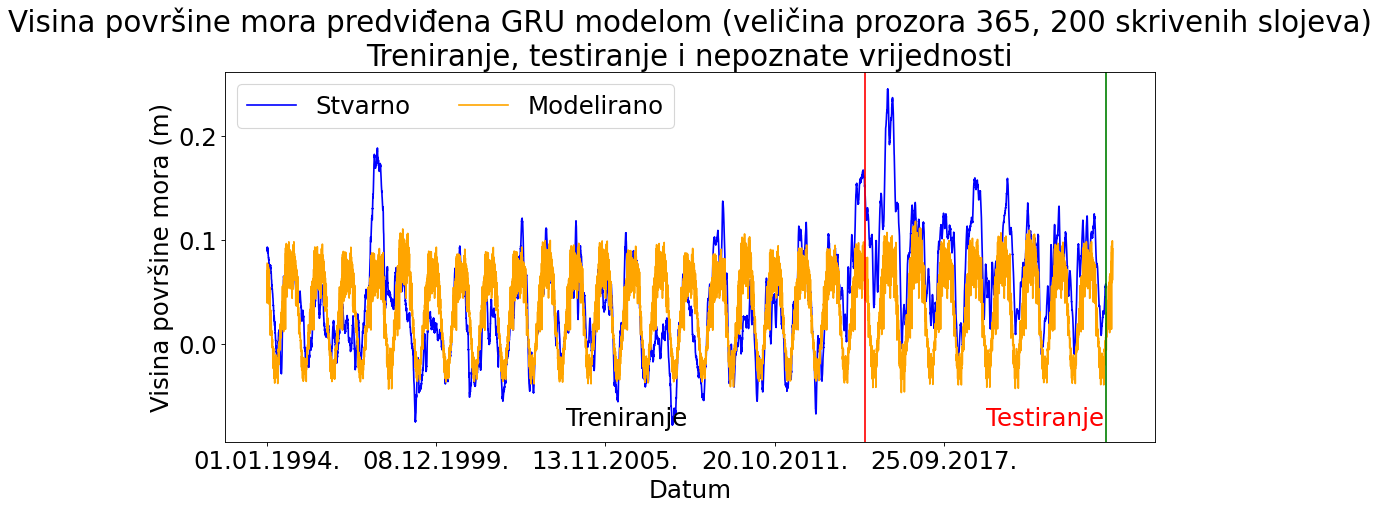 Visina površine mora predviđena GRU modelom (veličina prozora 365, 200 skrivenih slojeva)
Treniranje, testiranje i nepoznate vrijednosti
Stvarno Modelirano
Visina površine mora (m)
0.2
0.1
0.0
Treniranje Testiranje
01.01.1994. 08.12.1999. 13.11.2005. 20.10.2011. 25.09.2017.
Datum